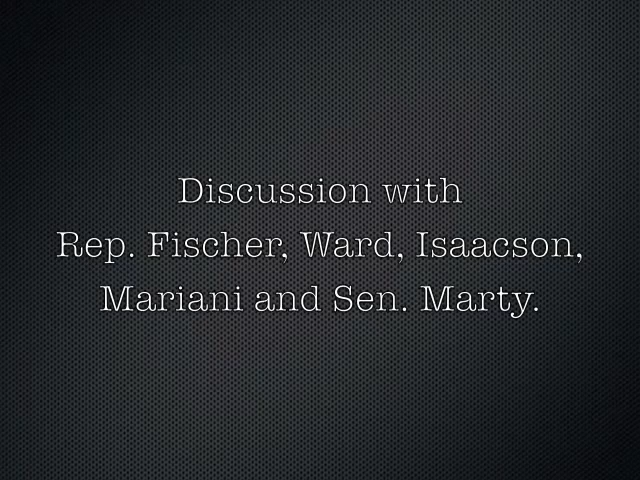 Discussion with
Rep. Fischer, Ward, Isaacson,
Mariani and Sen. Marty.